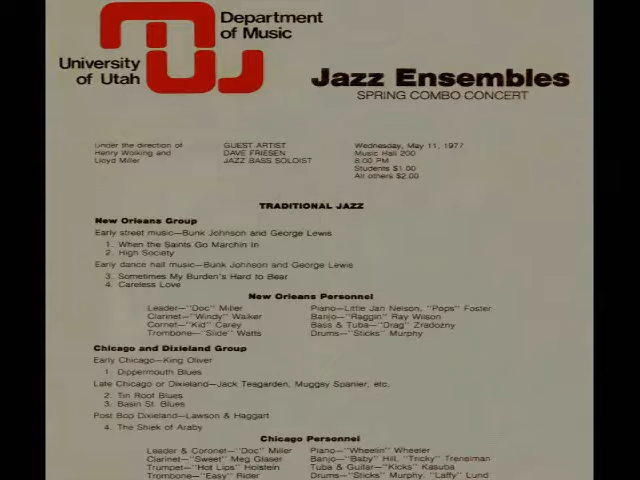 Department
of Music
University
of Utah
Jazz Ensembles
SPRING COMBO CONCERT
Under the direction of
Henry Wolking and
Lloyd Miller
GUEST ARTIST
DAVE FRIESEN
JAZZ BASS SOLOIST
Wednesday, May 11, 1977
Music Hall 200
8:00 PM
Students $1.00
All others $2.00
TRADITIONAL JAZZ
New Orleans Group
Early street music—Bunk Johnson and George Lewis
1. When the Saints Go Marchin In
2. High Society
Early dance hall music—Bunk Johnson and George Lewis
3. Sometimes My Burden's Hard to Bear
4. Careless Love
New Orleans Personnel
Leader—"Doc" Miller
Clarinet—"Windy" Walker
Cornet—"Kid" Carey
Trombone—"Slide" Watts
Piano—Little Jan Nelson, "Pops" Foster
Banjo—"Raggin" Ray Wilson
Bass & Tuba—"Drag" Zradozny
Drums—"Sticks" Murphy
Chicago and Dixieland Group
Early Chicago—King Oliver
1. Dippermouth Blues
Late Chicago or Dixieland—Jack Teagarden, Muggsy Spanier, etc.
2. Tin Roof Blues
3. Basin St. Blues
Post Bop Dixieland—Lawson & Haggart
4. The Shiek of Araby
Chicago Personnel
Leader & Coronet—"Doc" Miller
Clarinet—"Sweet" Meg Glaser
Trumpet—"Hot Lips" Holstein
Trombone—"Easy" Rider
Piano—"Wheelin" Wheeler
Banjo—"Baby" Hill, "Tricky" Trenelman
Tuba & Guitar—"Kicks" Kasuba
Drums—"Sticks" Murphy, "Laffy" Lund